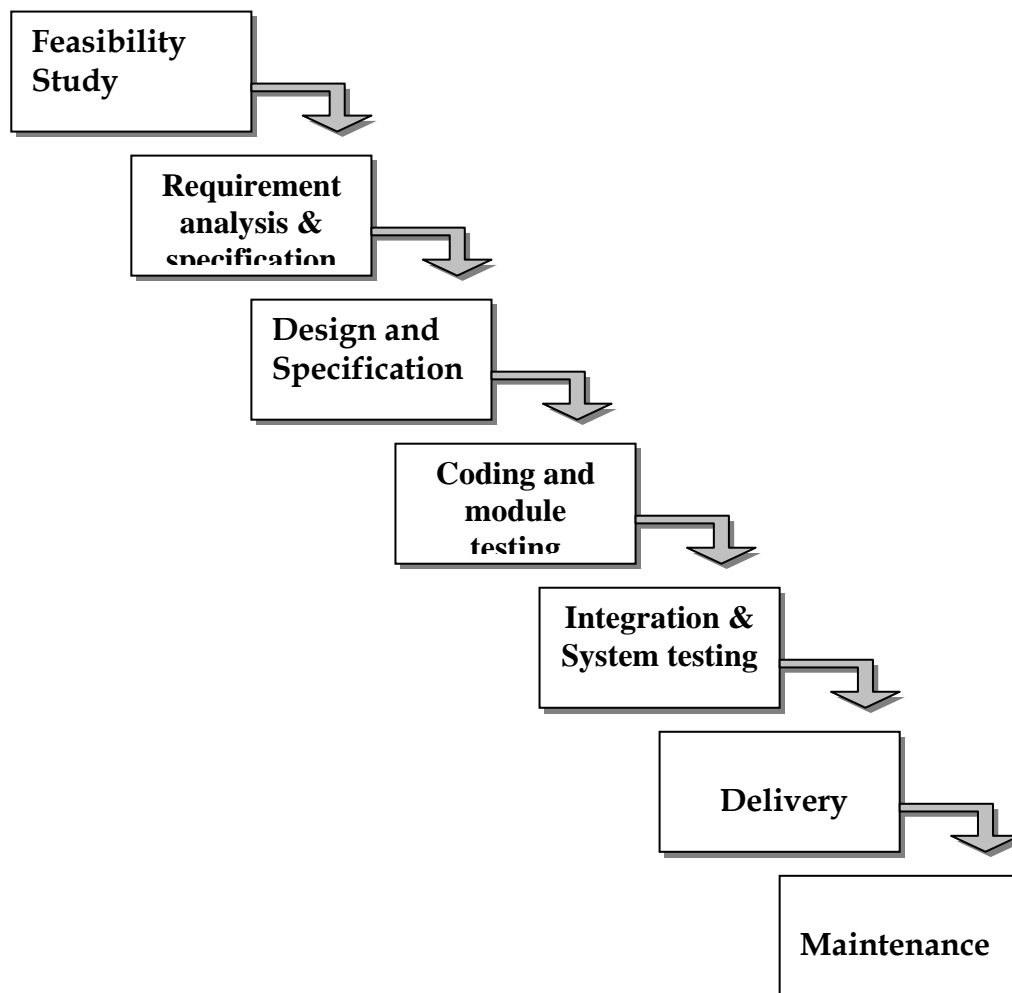 Feasibility
Study
Requirement
analysis &
specification
Design and
Specification
Coding and
module
testing
Integration &
System testing
Delivery
Maintenance